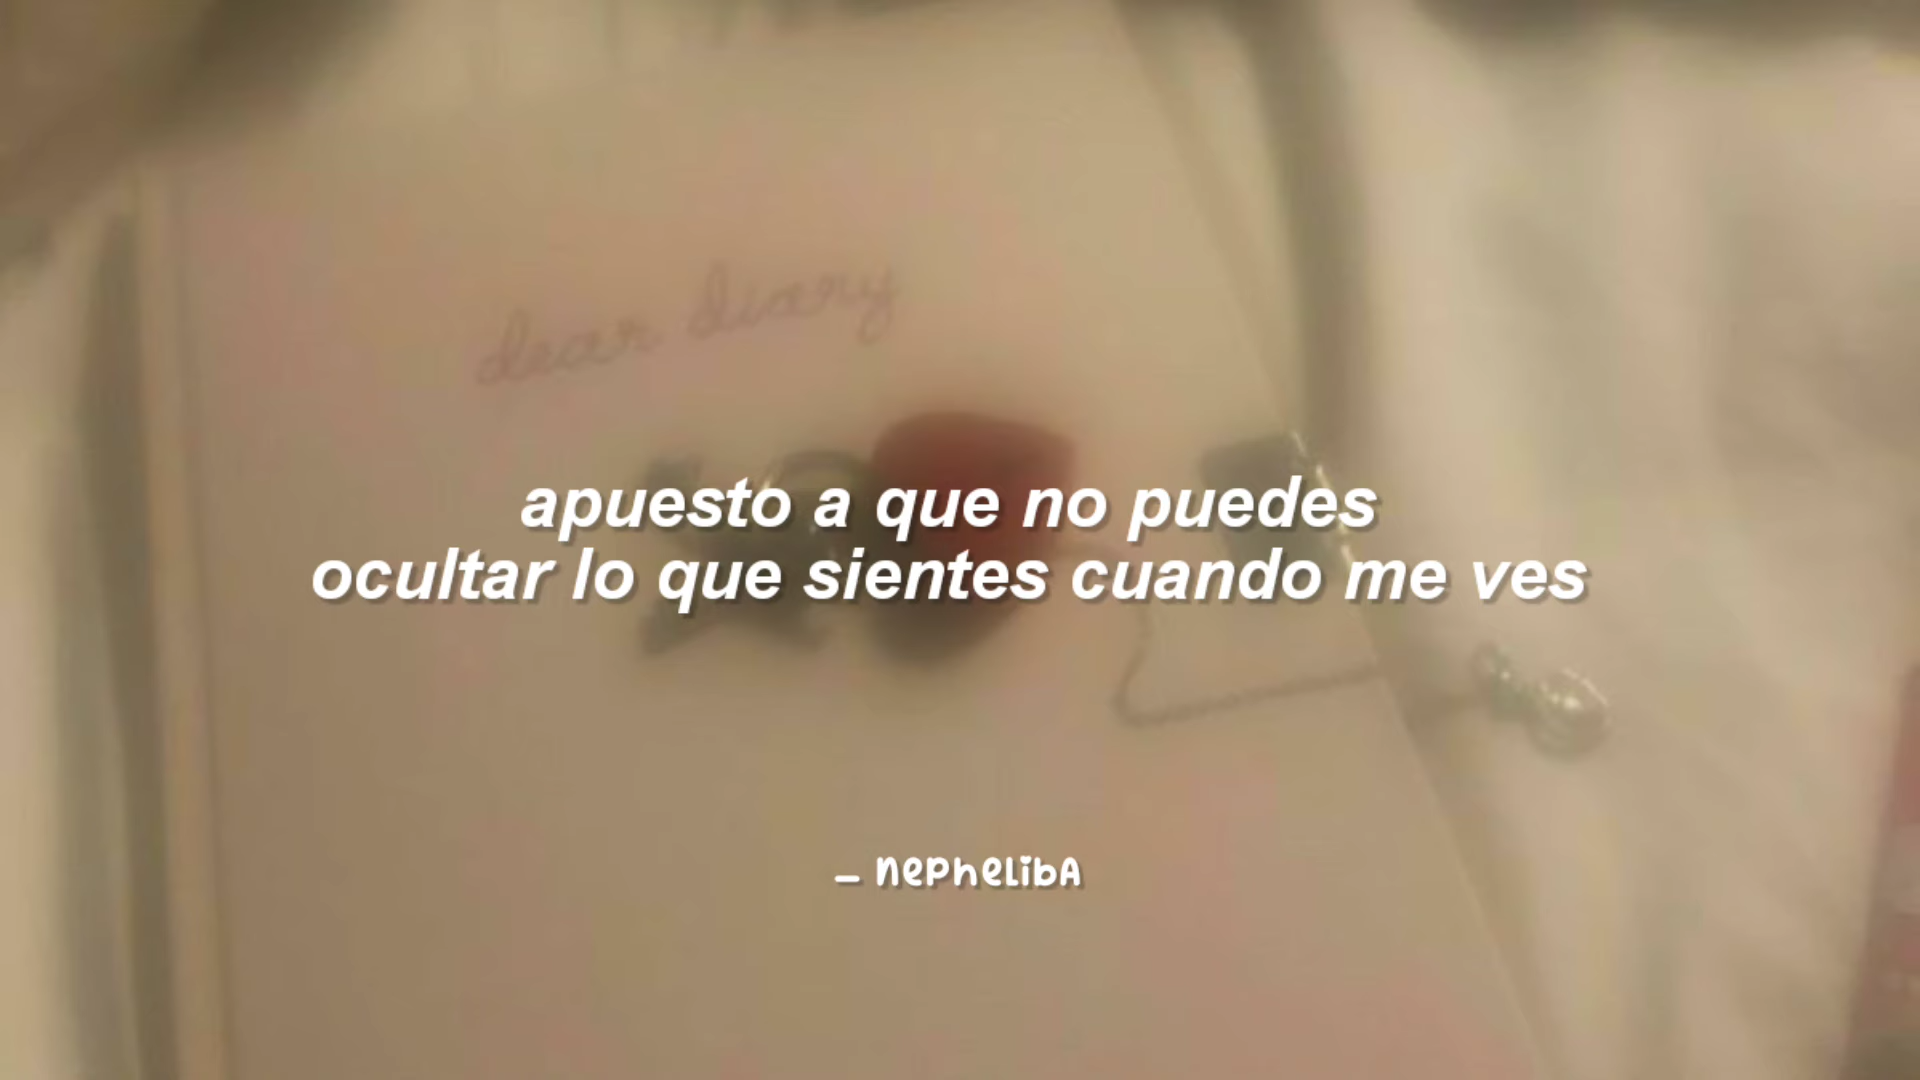 dear diary
apuesto a que no puedes
ocultar lo que sientes cuando me ves
– nepheliba